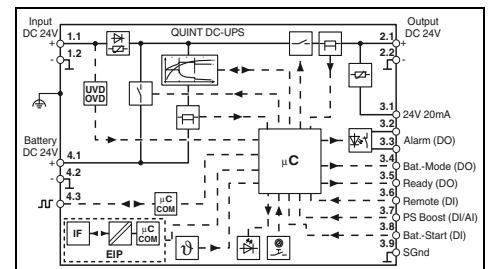 Input
DC 24V
1.1
+
1.2
-
QUINT DC-UPS
Output
DC 24V
2.1
+
2.2
-
UVD
OVD
3.1
24V 20mA
3.2
3.3
Alarm (DO)
Battery
DC 24V
4.1
+
4.2
-
4.3
µC
3.4
Bat.-Mode (DO)
3.5
Ready (DO)
3.6
Remote (DI)
3.7
PS Boost (DI/AI)
3.8
Bat.-Start (DI)
3.9
SGnd
µC
COM
IF
µC
COM
EIP
ϑ